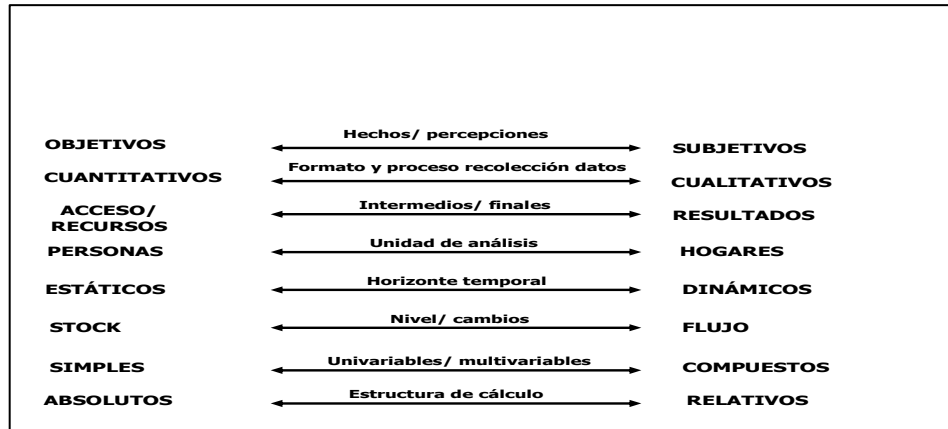 OBJETIVOS Hechos/ percepciones SUBJETIVOS
CUANTITATIVOS Formato y proceso recolección datos CUALITATIVOS
ACCESO/
RECURSOS Intermedios/ finales RESULTADOS
PERSONAS Unidad de análisis HOGARES
ESTÁTICOS Horizonte temporal DINÁMICOS
STOCK Nivel/ cambios FLUJO
SIMPLES Univariables/ multivariables COMPUESTOS
ABSOLUTOS Estructura de cálculo RELATIVOS